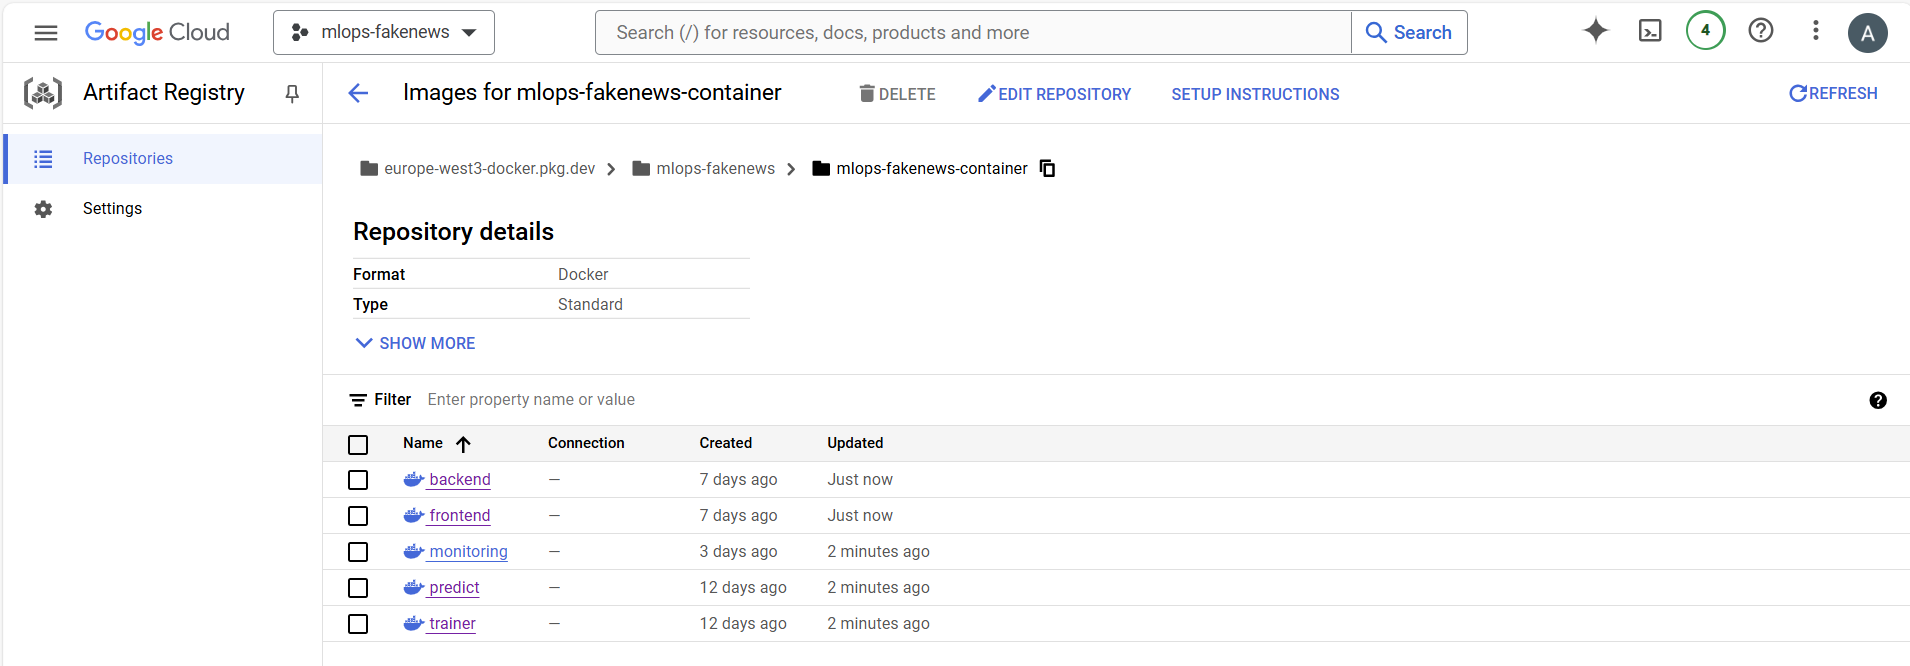 Google Cloud mlops-fakenews Search (/) for resources, docs, products and more Search 4 A
Artifact Registry Images for mlops-fakenews-container DELETE EDIT REPOSITORY SETUP INSTRUCTIONS REFRESH
Repositories
Settings
europe-west3-docker.pkg.dev mlops-fakenews mlops-fakenews-container
Repository details
Format Docker
Type Standard
SHOW MORE
Filter Enter property name or value
Name Connection Created Updated
backend — 7 days ago Just now
frontend — 7 days ago Just now
monitoring — 3 days ago 2 minutes ago
predict — 12 days ago 2 minutes ago
trainer — 12 days ago 2 minutes ago